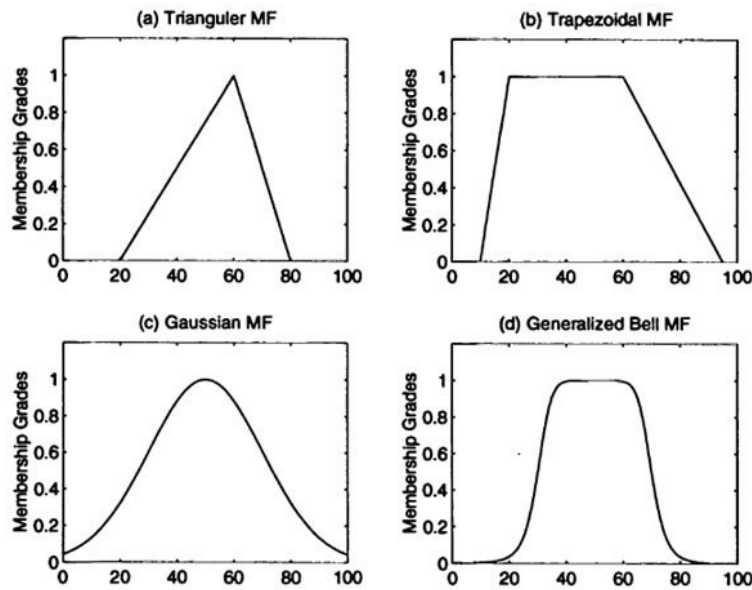 (a) Trianguler MF
Membership Grades
1
0.8
0.6
0.4
0.2
0
0 20 40 60 80 100
(b) Trapezoidal MF
Membership Grades
1
0.8
0.6
0.4
0.2
0
0 20 40 60 80 100
(c) Gaussian MF
Membership Grades
1
0.8
0.6
0.4
0.2
0
0 20 40 60 80 100
(d) Generalized Bell MF
Membership Grades
1
0.8
0.6
0.4
0.2
0
0 20 40 60 80 100